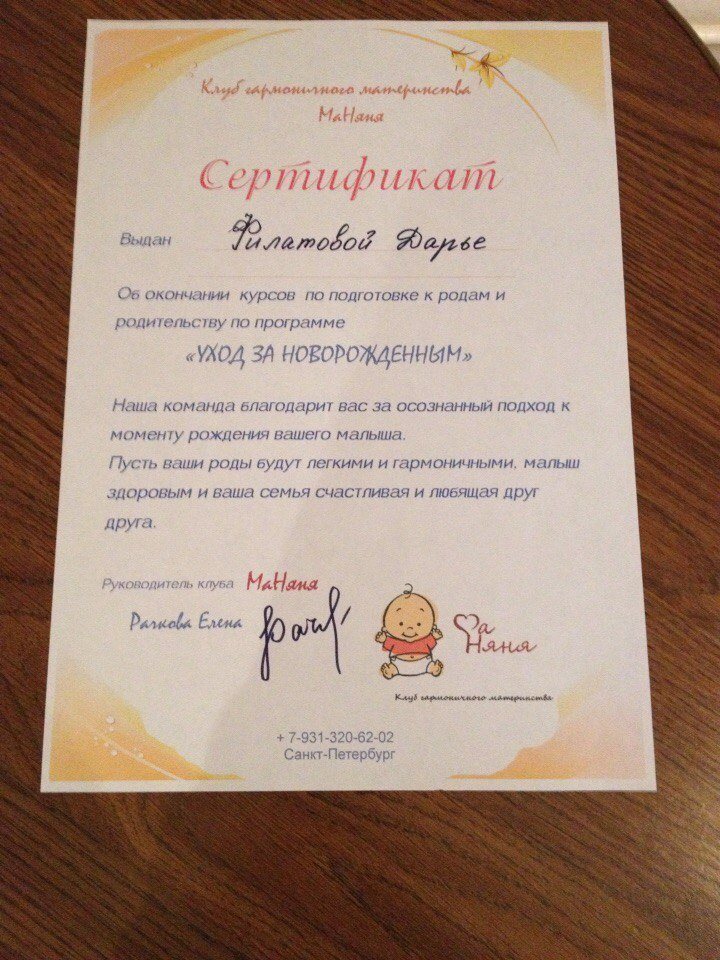 Клуб гармоничного материнства
МаНяня
Сертификат
Выдан Филатовой Дарье
Об окончании курсов по подготовке к родам и
родительству по программе
«УХОД ЗА НОВОРОЖДЕННЫМ»
Наша команда благодарит вас за осознанный подход к
моменту рождения вашего малыша.
Пусть ваши роды будут легкими и гармоничными, малыш
здоровым и ваша семья счастливая и любящая друг
друга.
Руководитель клуба МаНяня
Рачкова Елена
Ма
Няня
Клуб гармоничного материнства
+ 7-931-320-62-02
Санкт-Петербург